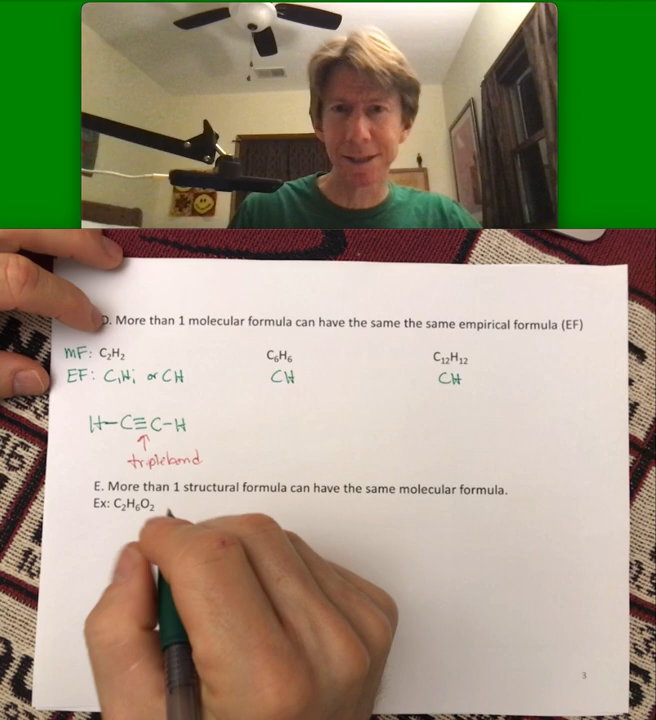 D. More than 1 molecular formula can have the same the same empirical formula (EF)
MF: C₂H₂ C₆H₆ C₁₂H₁₂
EF: C₁H₁ or CH CH CH
H-C≡C-H
↑
triplebond
E. More than 1 structural formula can have the same molecular formula.
Ex: C₂H₆O₂
3